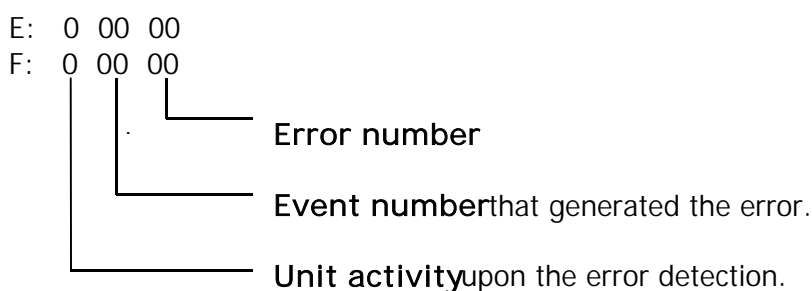 E: 0 00 00
F: 0 00 00
Error number
Event numberthat generated the error.
Unit activityupon the error detection.